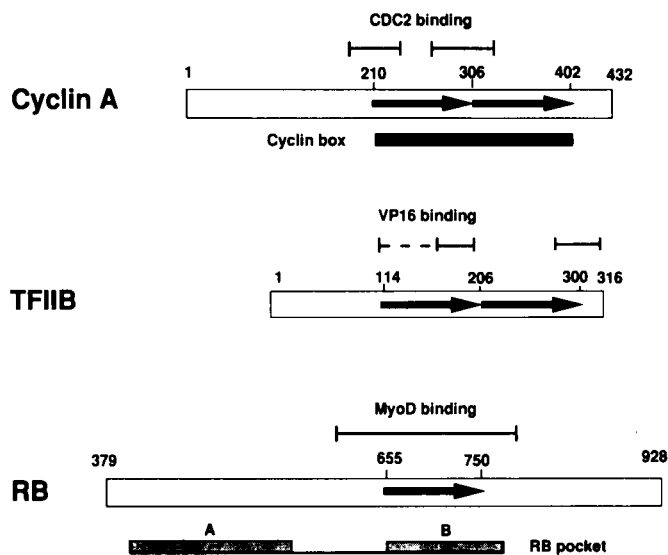 CDC2 binding
1 210 306 402 432
Cyclin A
Cyclin box
VP16 binding
1 114 206 300 316
TFIIB
MyoD binding
379 655 750 928
RB
A B RB pocket